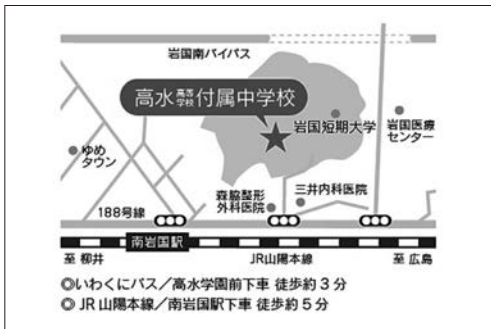 岩国南バイパス
高水高等学校付属中学校
岩国短期大学
岩国医療
センター
ゆめ
タウン
森脇整形
外科医院
三井内科医院
188号線
南岩国駅
至 柳井
JR山陽本線
至 広島
◎いわくにバス/高水学園前下車 徒歩約3分
◎JR山陽本線/南岩国駅下車 徒歩約5分